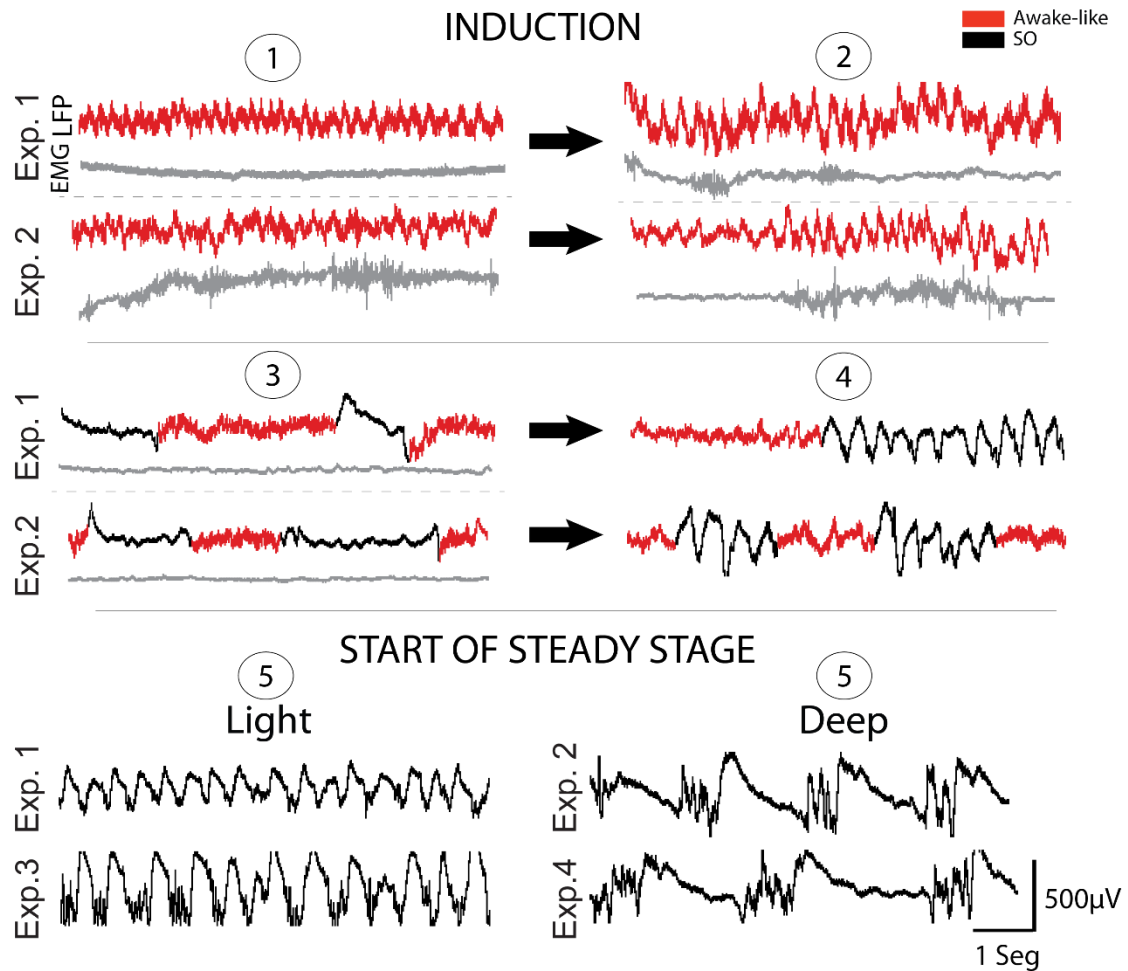 INDUCTION
Awake-like
SO
1
2
Exp. 1
EMG LFP
Exp. 2
3
4
Exp. 1
Exp.2
START OF STEADY STAGE
5
5
Light
Deep
Exp. 1
Exp. 2
Exp.3
Exp.4
500µV
1 Seg